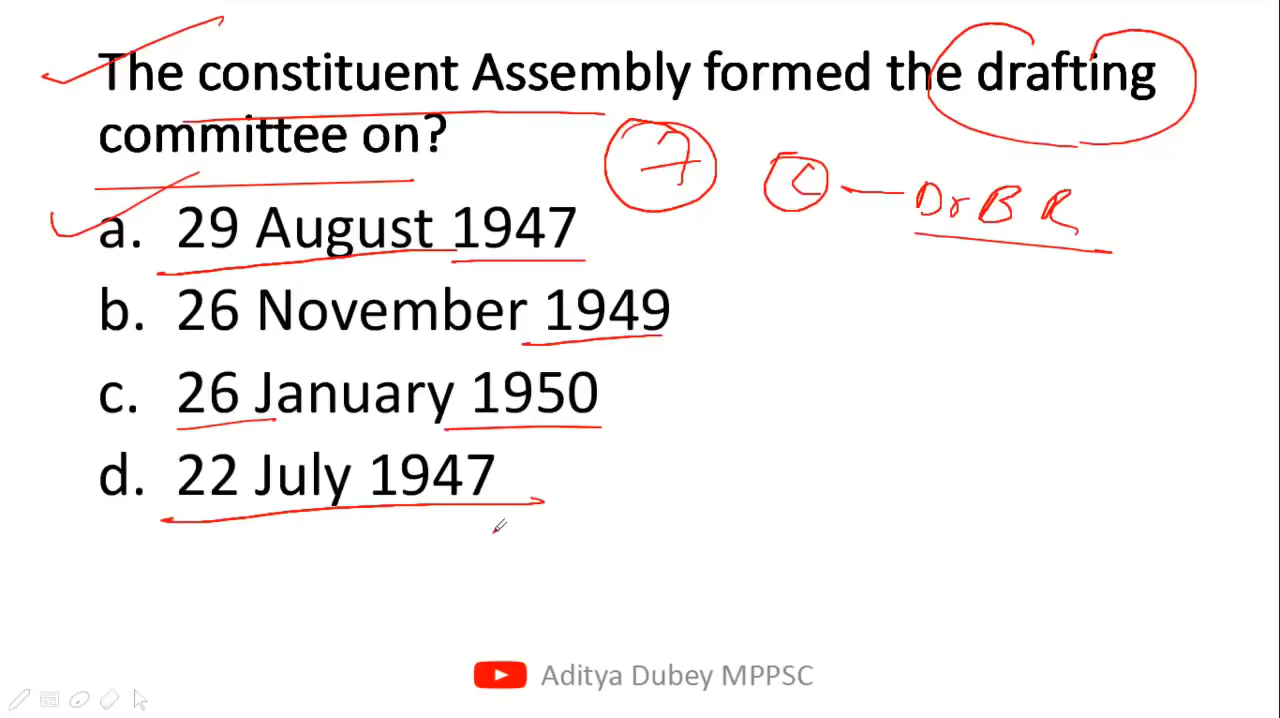 The constituent Assembly formed the drafting
committee on?
7
C — Dr B R
a. 29 August 1947
b. 26 November 1949
c. 26 January 1950
d. 22 July 1947
Aditya Dubey MPPSC